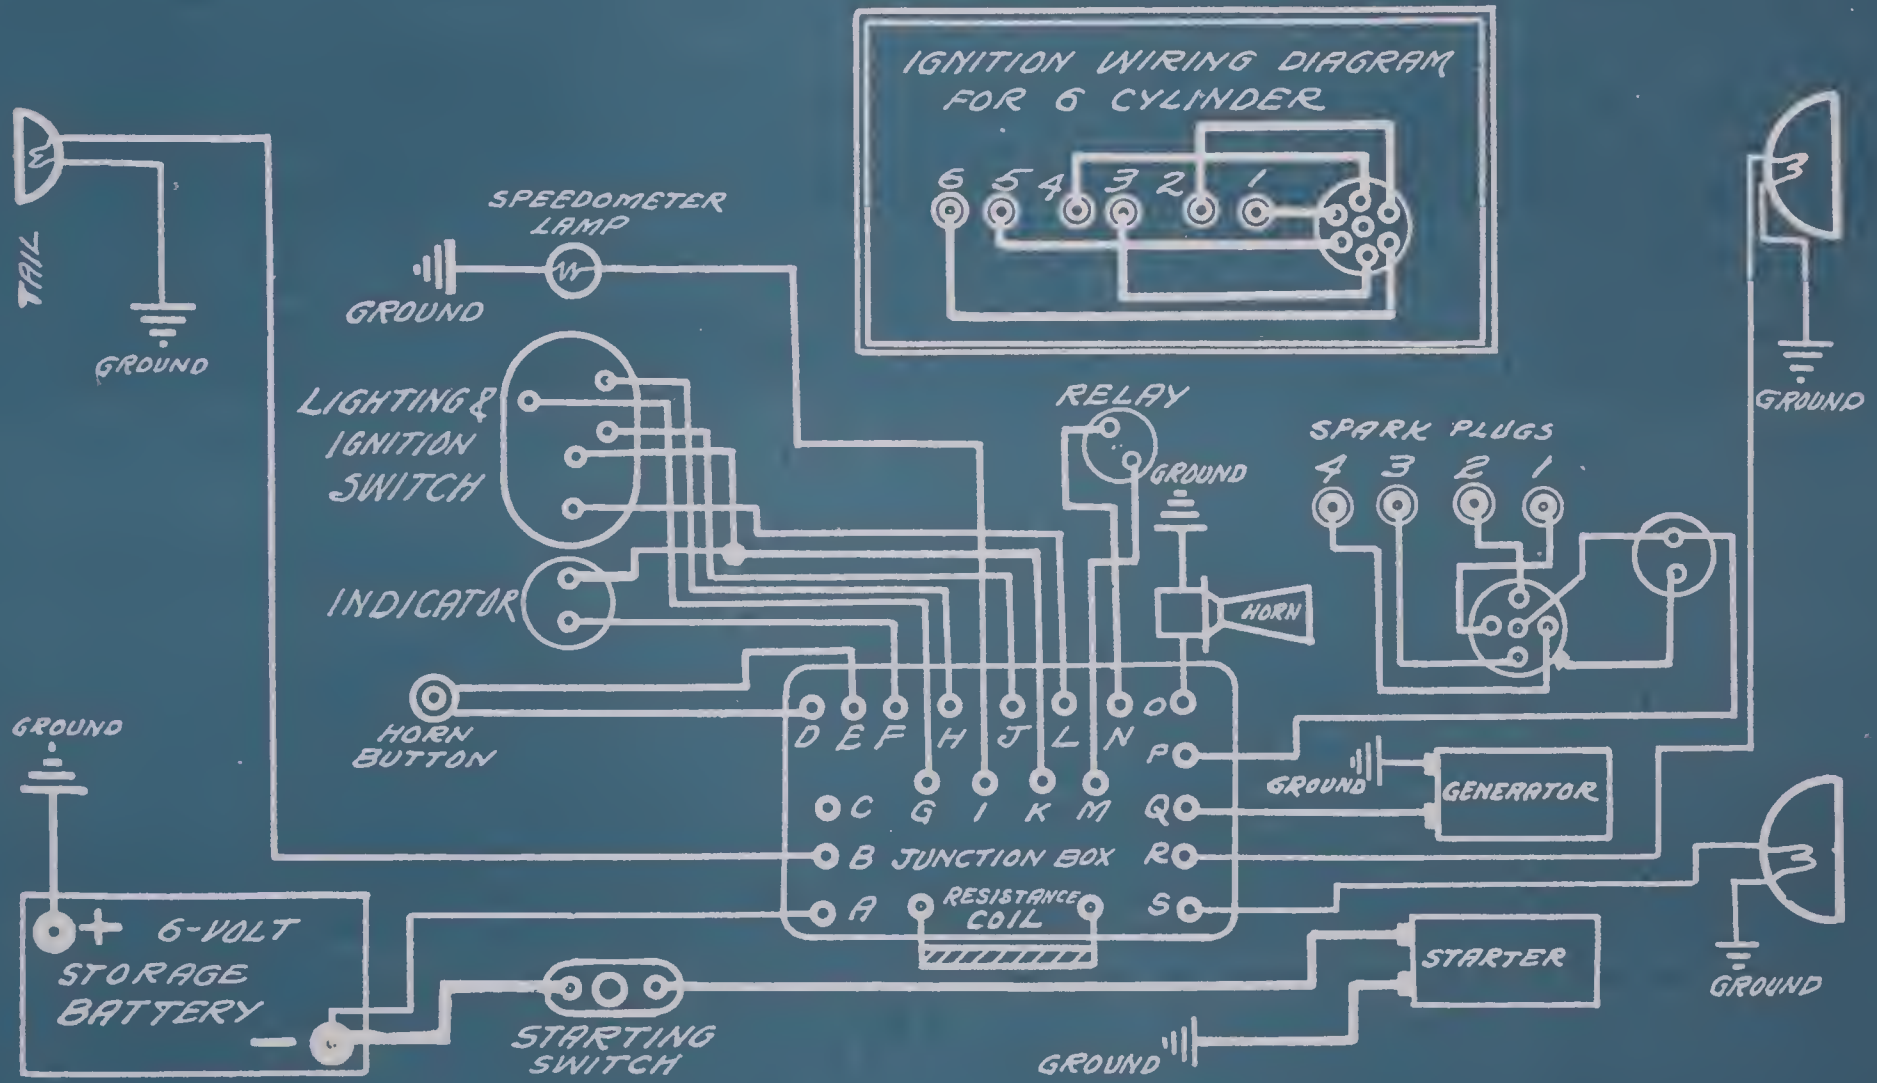 IGNITION WIRING DIAGRAM
FOR 6 CYLINDER
6 5 4 3 2 1
TAIL
GROUND
SPEEDOMETER
LAMP
GROUND
LIGHTING &
IGNITION
SWITCH
RELAY
GROUND
SPARK PLUGS
4 3 2 1
GROUND
INDICATOR
HORN
HORN
BUTTON
D E F H J L N O
P
C G I K M Q
B JUNCTION BOX R
A RESISTANCE S
COIL
GROUND
GENERATOR
GROUND
+ 6-VOLT
STORAGE
BATTERY
-
STARTING
SWITCH
STARTER
GROUND
GROUND